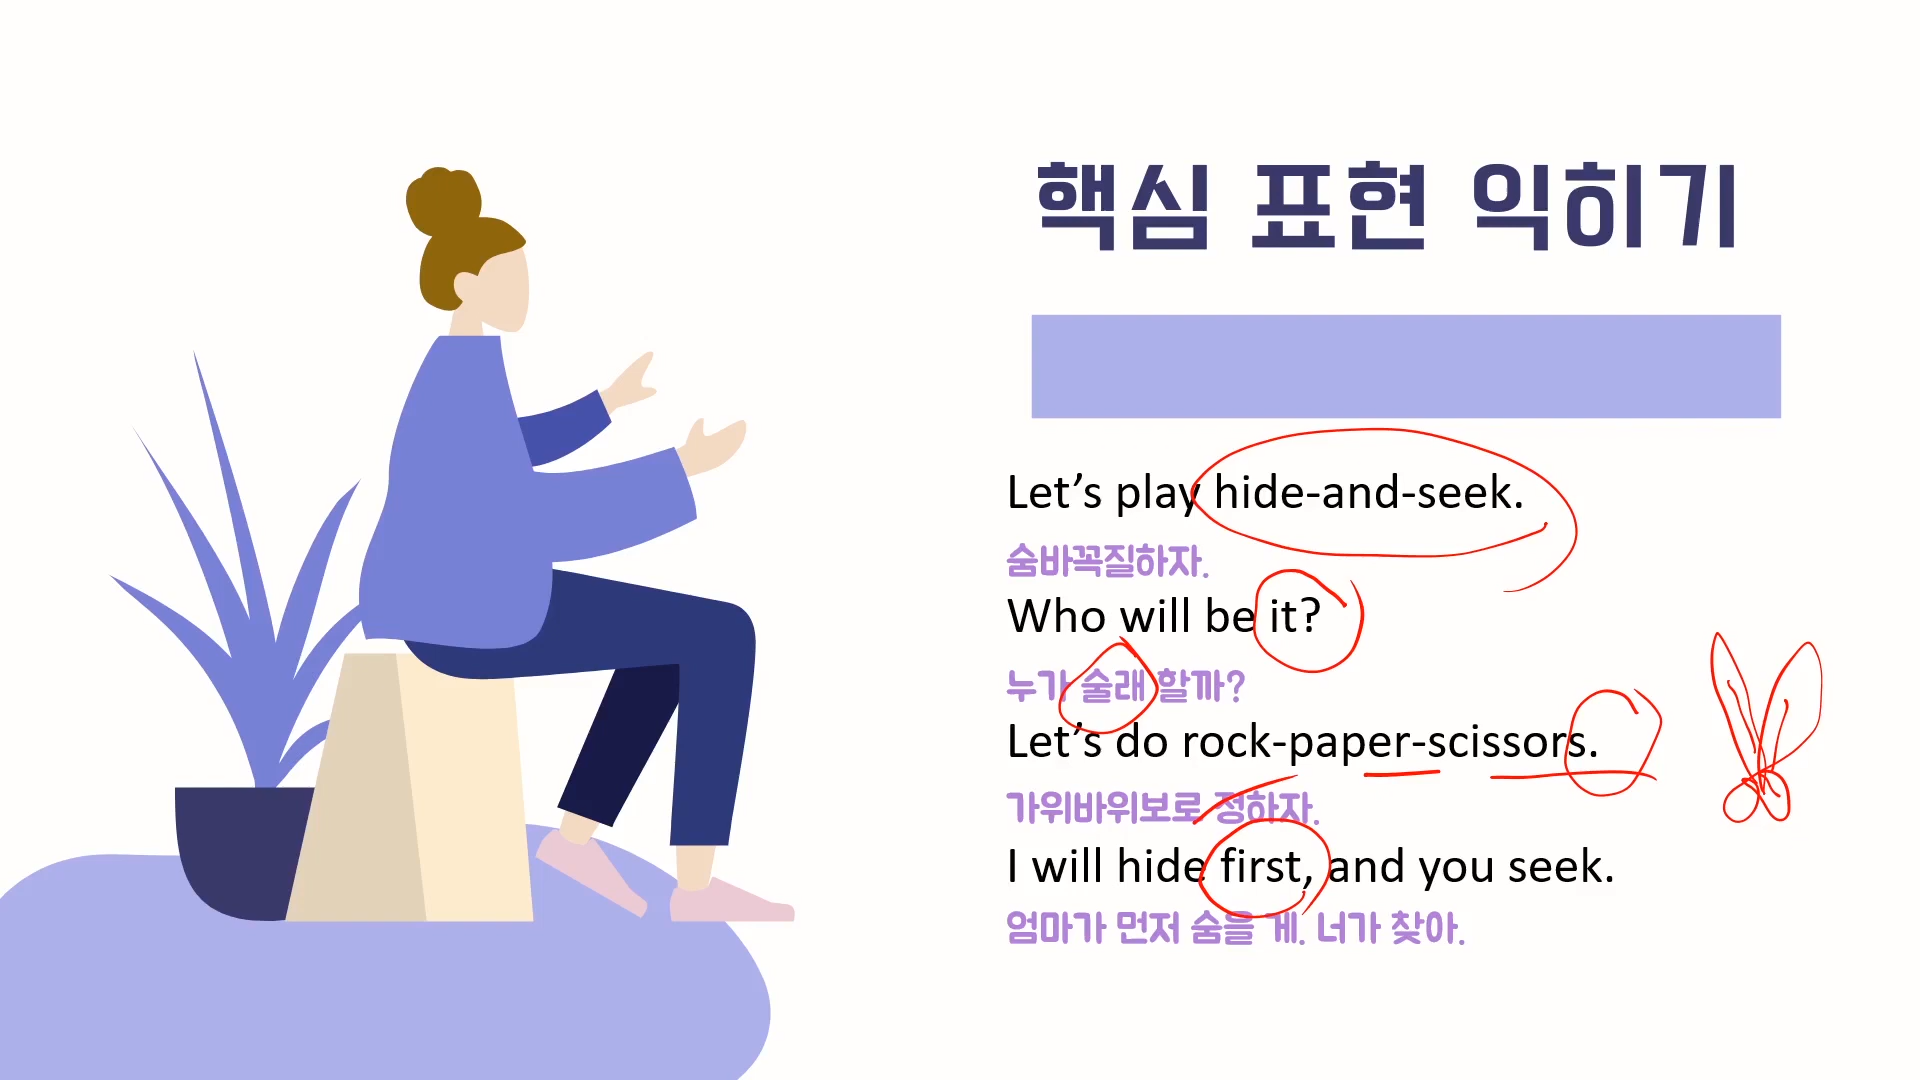 핵심 표현 익히기
Let’s play hide-and-seek.
숨바꼭질하자.
Who will be it?
누가 술래 할까?
Let’s do rock-paper-scissors.
가위바위보로 정하자.
I will hide first, and you seek.
엄마가 먼저 숨을 게. 너가 찾아.